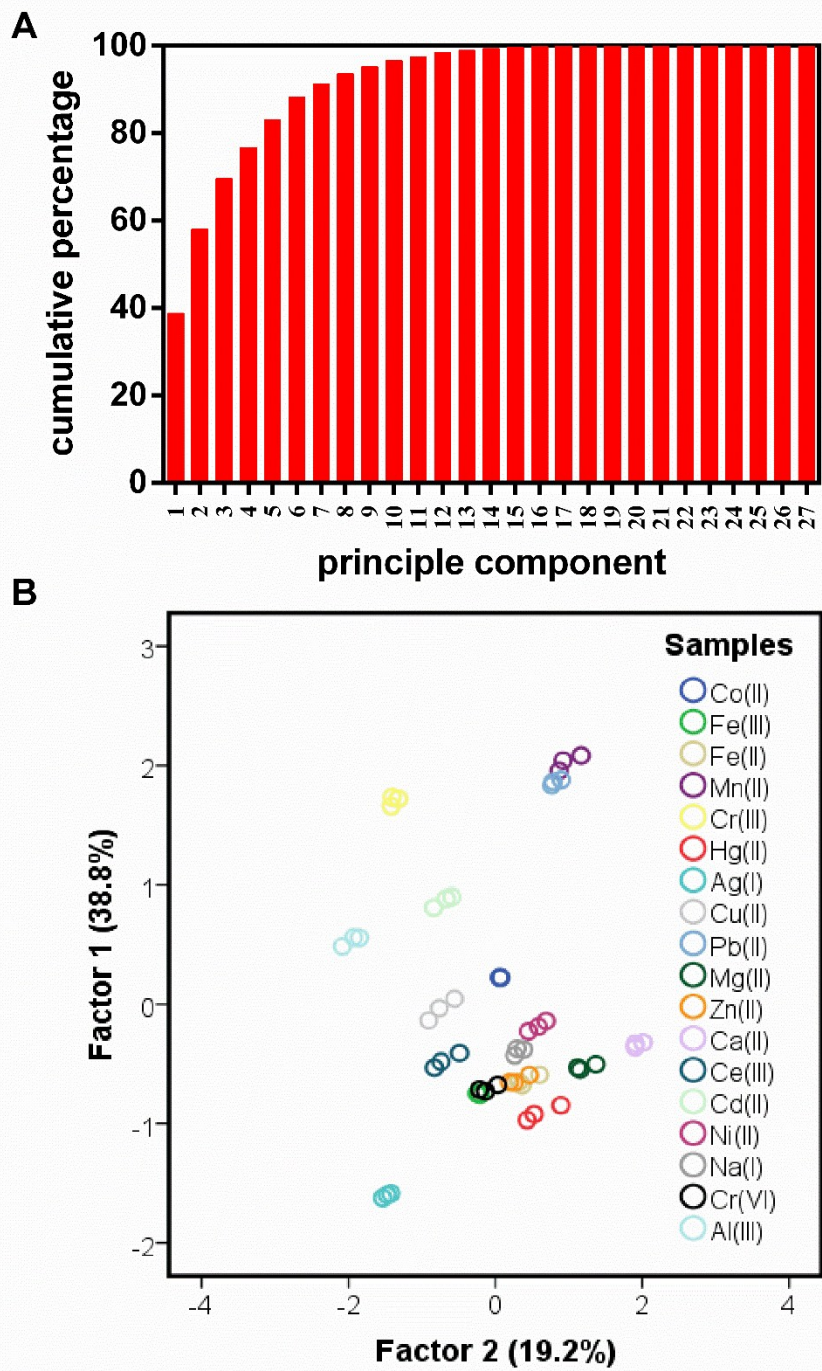 A
cumulative percentage
100
80
60
40
20
0
1 2 3 4 5 6 7 8 9 10 11 12 13 14 15 16 17 18 19 20 21 22 23 24 25 26 27
principle component
B
Factor 1 (38.8%)
3
2
1
0
-1
-2
Samples
Co(II)
Fe(III)
Fe(II)
Mn(II)
Cr(III)
Hg(II)
Ag(I)
Cu(II)
Pb(II)
Mg(II)
Zn(II)
Ca(II)
Ce(III)
Cd(II)
Ni(II)
Na(I)
Cr(VI)
Al(III)
-4 -2 0 2 4
Factor 2 (19.2%)